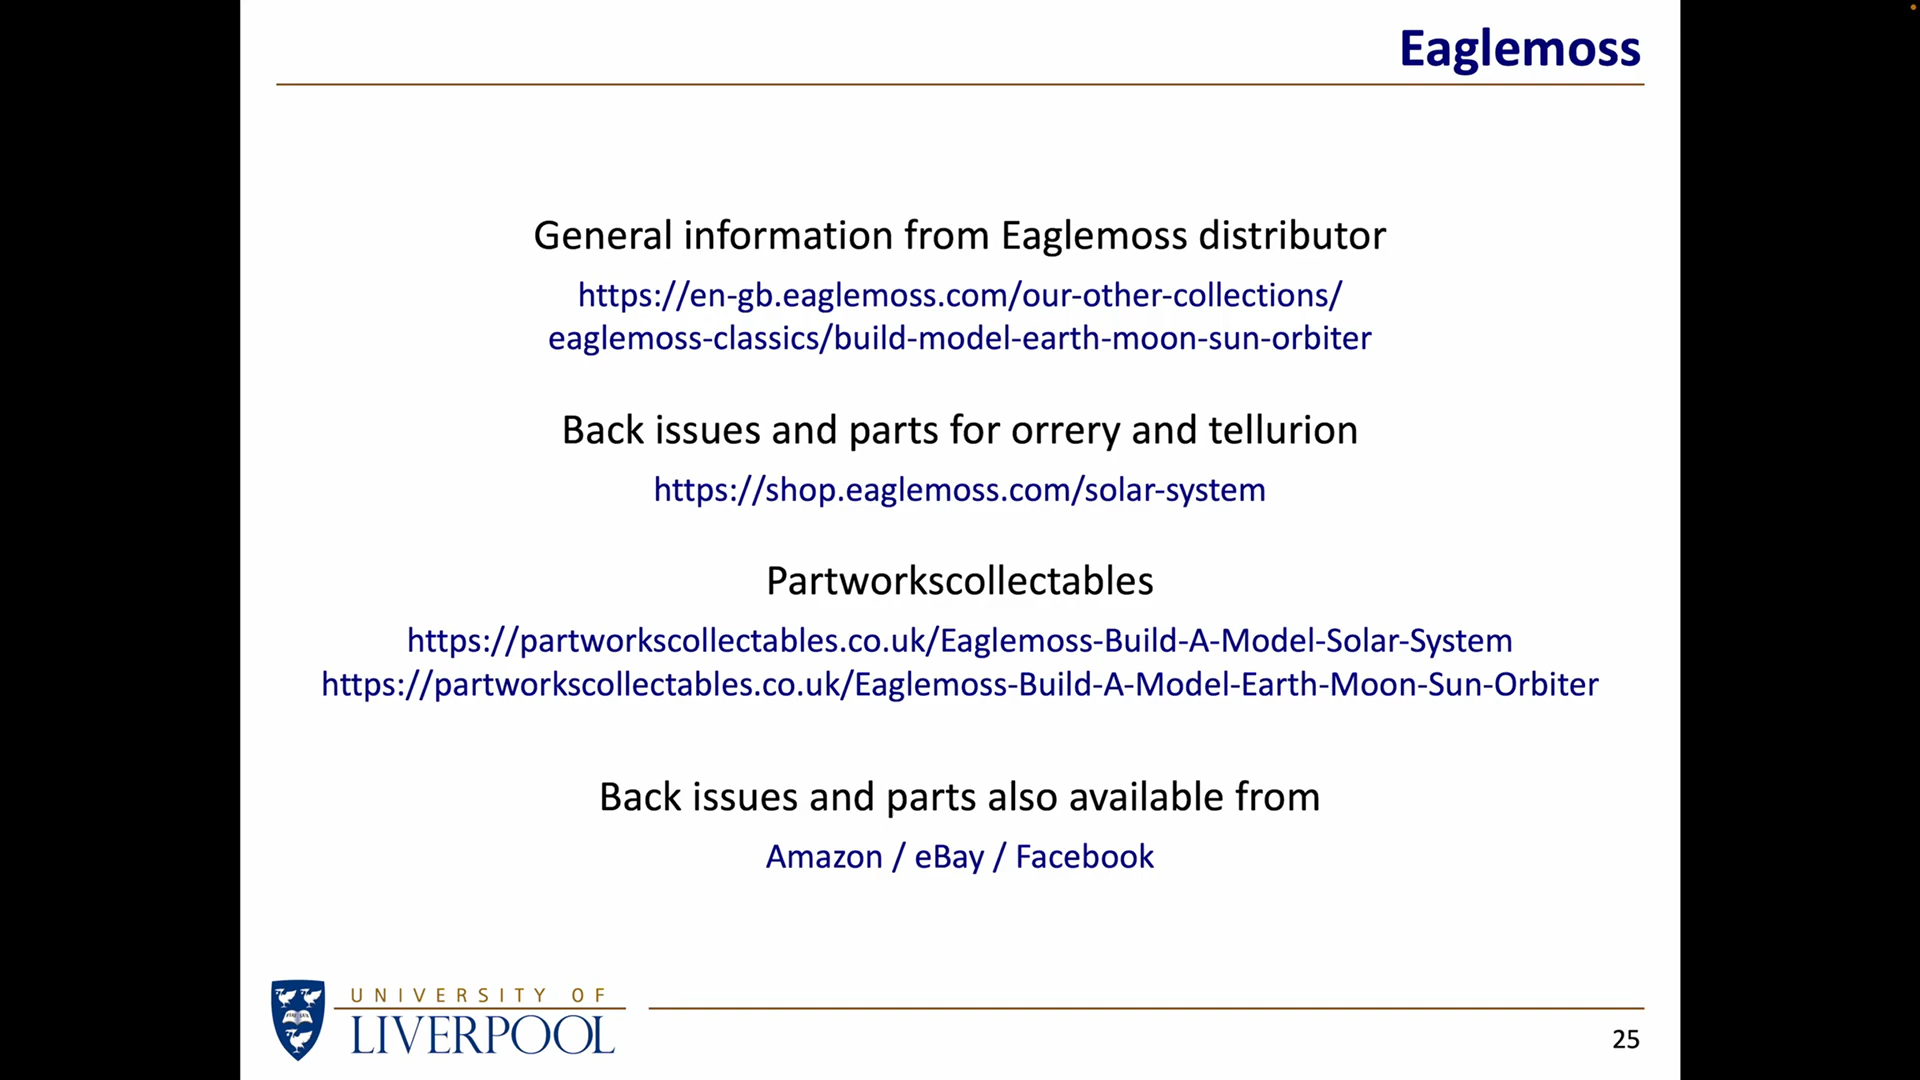 Eaglemoss
General information from Eaglemoss distributor
https://en-gb.eaglemoss.com/our-other-collections/
eaglemoss-classics/build-model-earth-moon-sun-orbiter
Back issues and parts for orrery and tellurion
https://shop.eaglemoss.com/solar-system
Partworkscollectables
https://partworkscollectables.co.uk/Eaglemoss-Build-A-Model-Solar-System
https://partworkscollectables.co.uk/Eaglemoss-Build-A-Model-Earth-Moon-Sun-Orbiter
Back issues and parts also available from
Amazon / eBay / Facebook
UNIVERSITY OF
LIVERPOOL
25